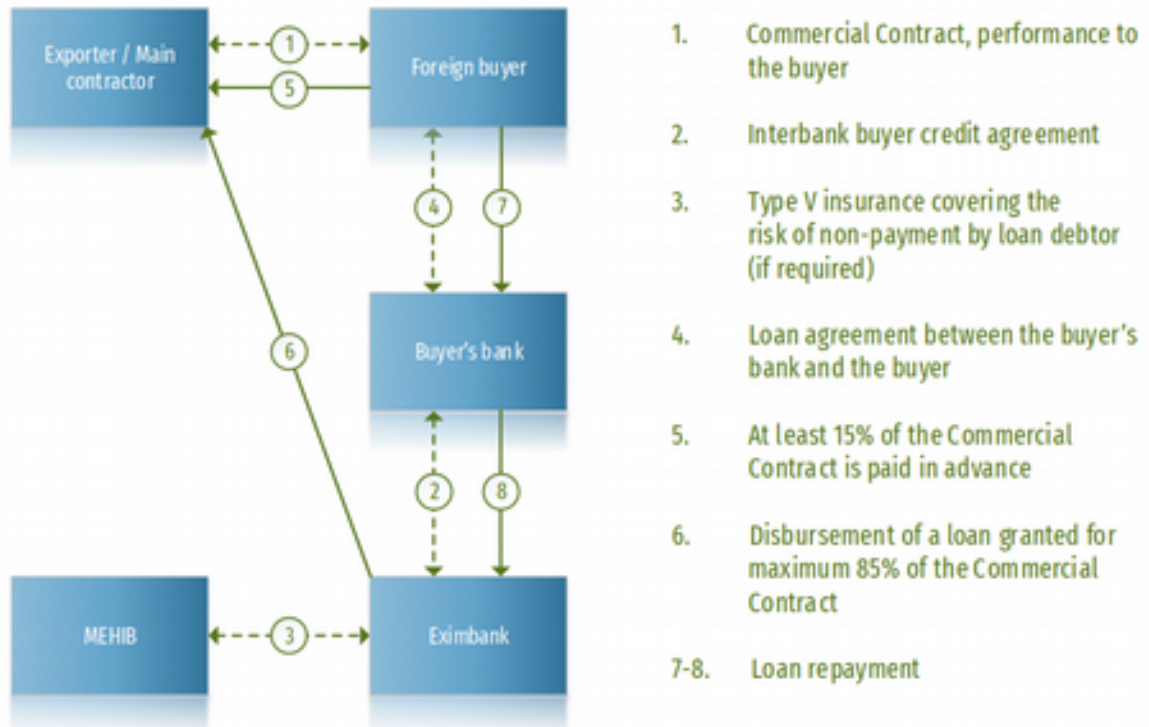 Exporter / Main
contractor
1
5
Foreign buyer
4
7
Buyer's bank
6
2
8
MEHIB
3
Eximbank
1. Commercial Contract, performance to
the buyer
2. Interbank buyer credit agreement
3. Type V insurance covering the
risk of non-payment by loan debtor
(if required)
4. Loan agreement between the buyer's
bank and the buyer
5. At least 15% of the Commercial
Contract is paid in advance
6. Disbursement of a loan granted for
maximum 85% of the Commercial
Contract
7-8. Loan repayment